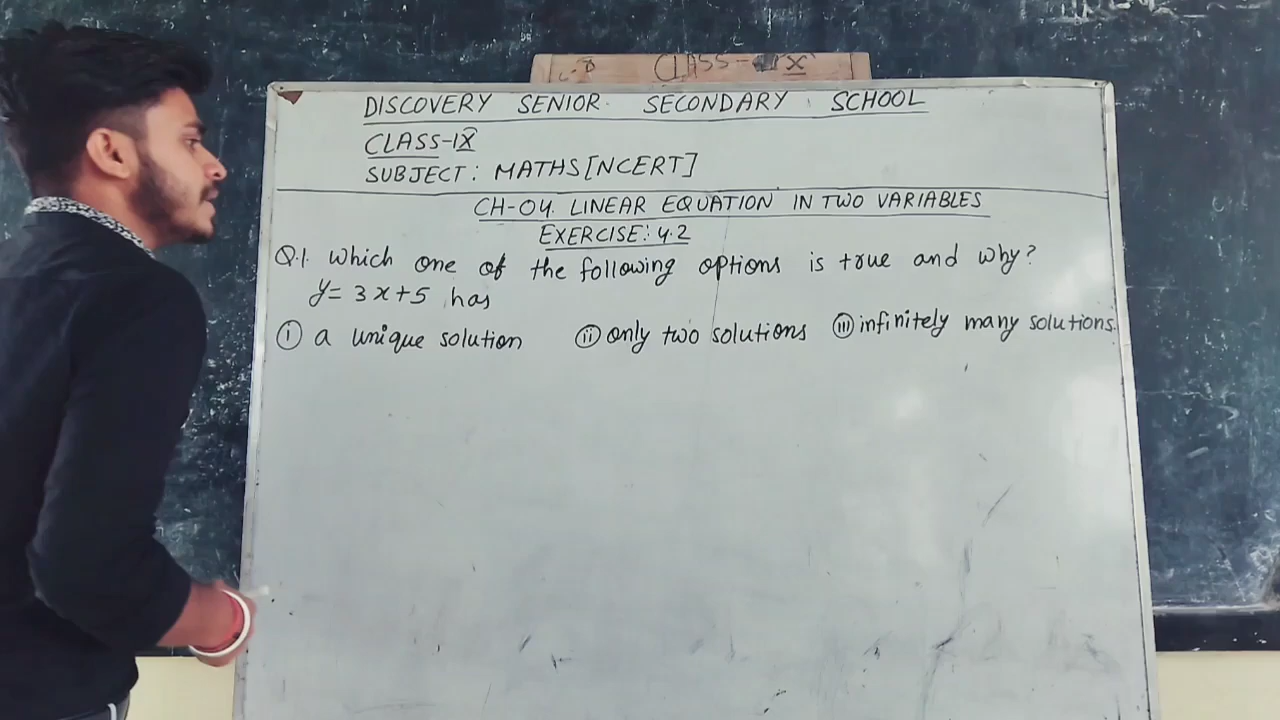 CLASS - IX
DISCOVERY SENIOR. SECONDARY SCHOOL
CLASS-IX
SUBJECT: MATHS[NCERT]
CH-04. LINEAR EQUATION IN TWO VARIABLES
EXERCISE: 4.2
Q.1. Which one of the following options is true and why?
y = 3x+5 has
(i) a unique solution (ii) only two solutions (iii) infinitely many solutions.